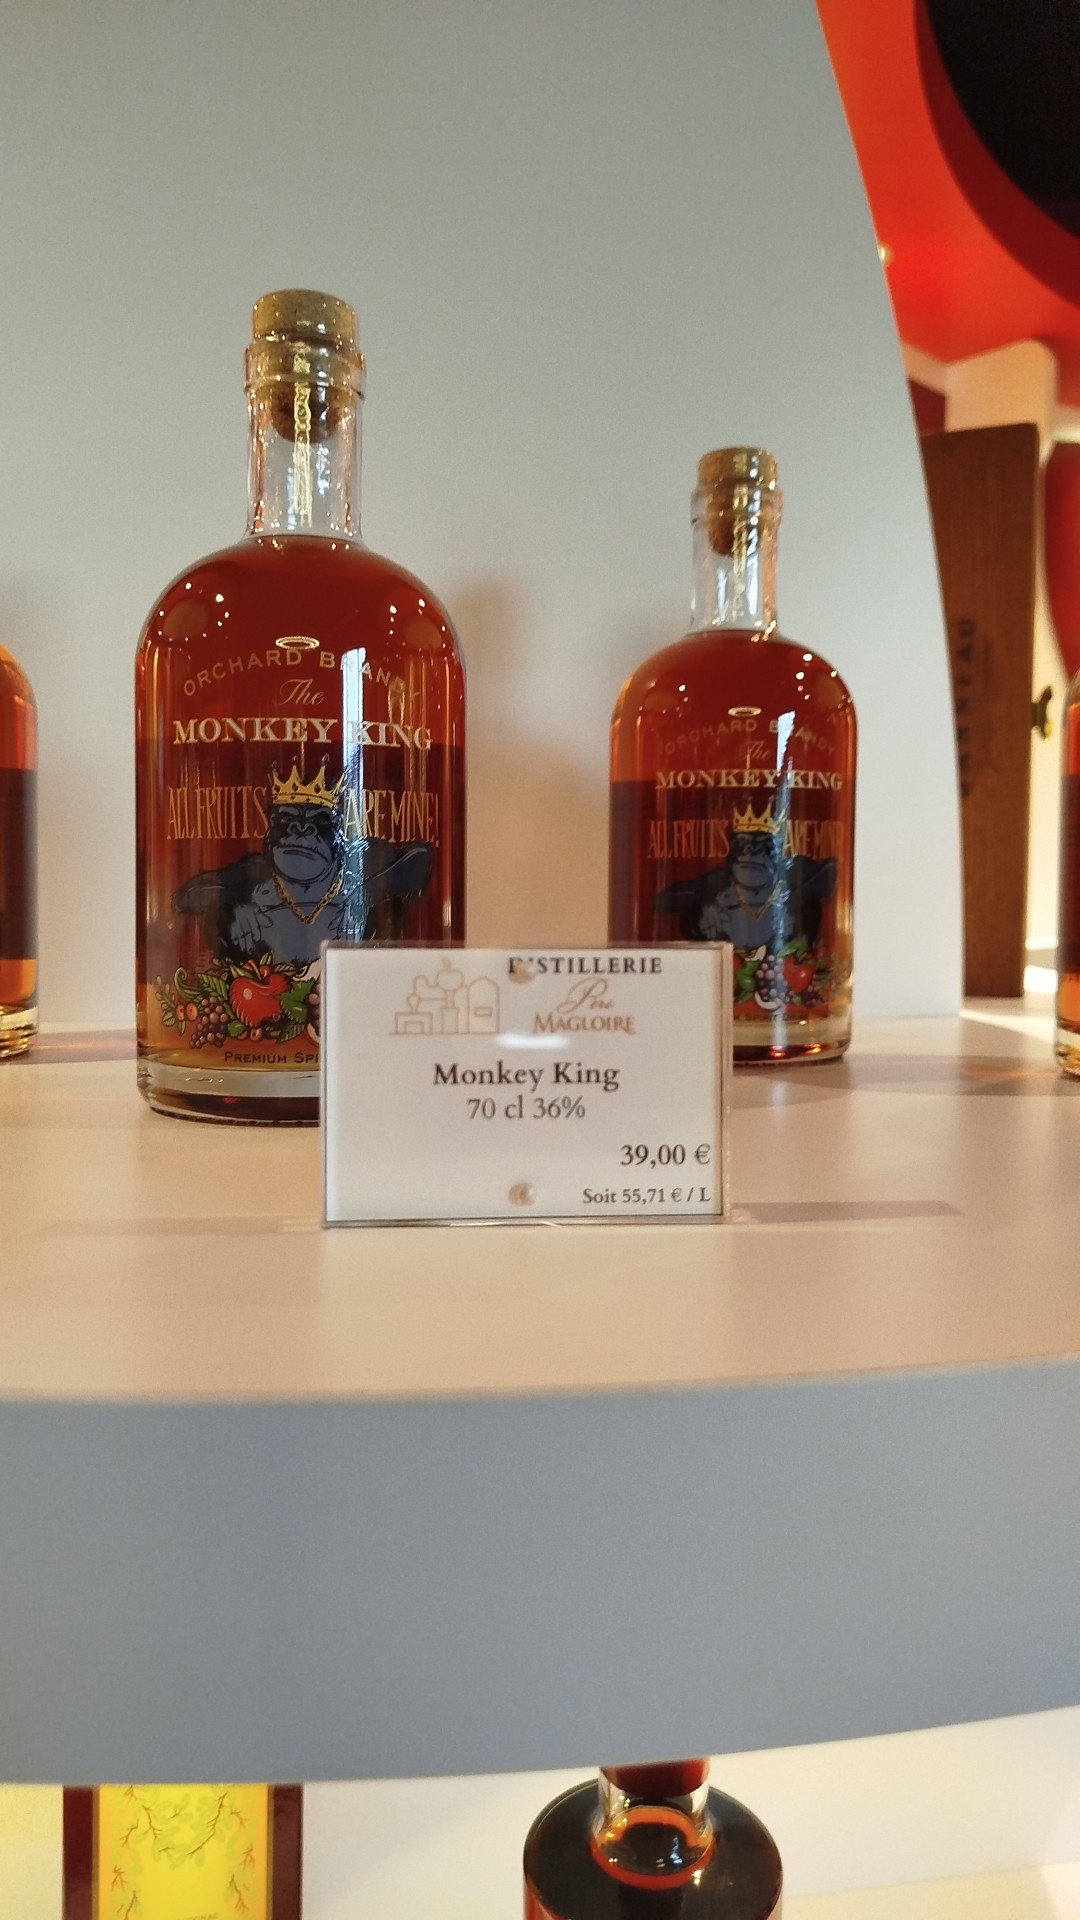 ORCHARD BRANDY
The
MONKEY KING
ALL FRUITS ARE MINE!
PREMIUM
ORCHARD BRANDY
The
MONKEY KING
ALL FRUITS ARE MINE!
DISTILLERIE
Père
MAGLOIRE
Monkey King
70 cl 36%
39,00 €
Soit 55,71 € / L